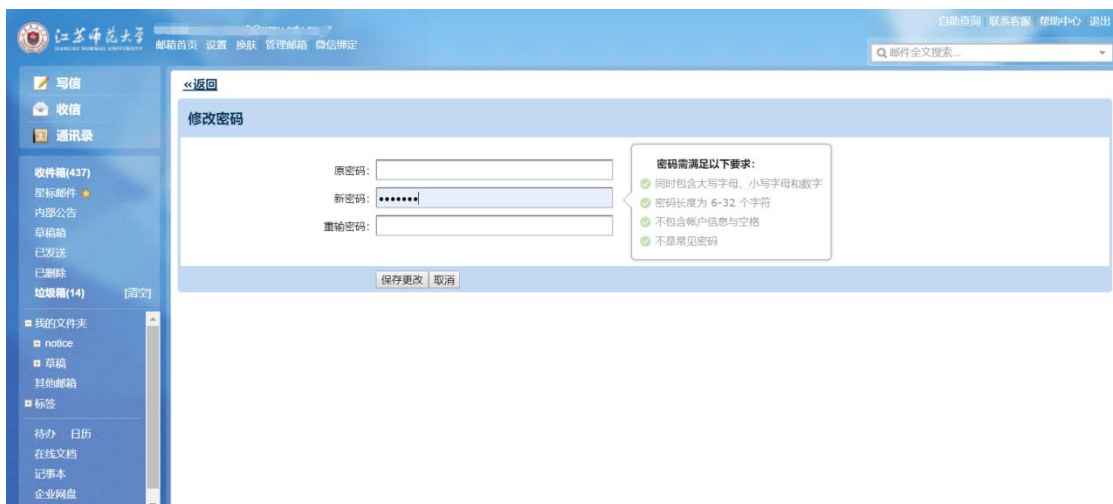 自助查询 联系客服 帮助中心 退出
江苏师范大学
JIANGSU NORMAL UNIVERSITY
邮箱首页 设置 换肤 管理邮箱 微信绑定
邮件全文搜索...
写信
收信
通讯录
收件箱(437)
星标邮件
内部公告
草稿箱
已发送
已删除
垃圾箱(14) [清空]
我的文件夹
notice
草稿
其他邮箱
标签
待办 日历
在线文档
记事本
企业网盘
«返回
修改密码
原密码:
新密码: •••••••
重输密码:
保存更改 取消
密码需满足以下要求:
同时包含大写字母、小写字母和数字
密码长度为 6-32 个字符
不包含帐户信息与空格
不是常见密码